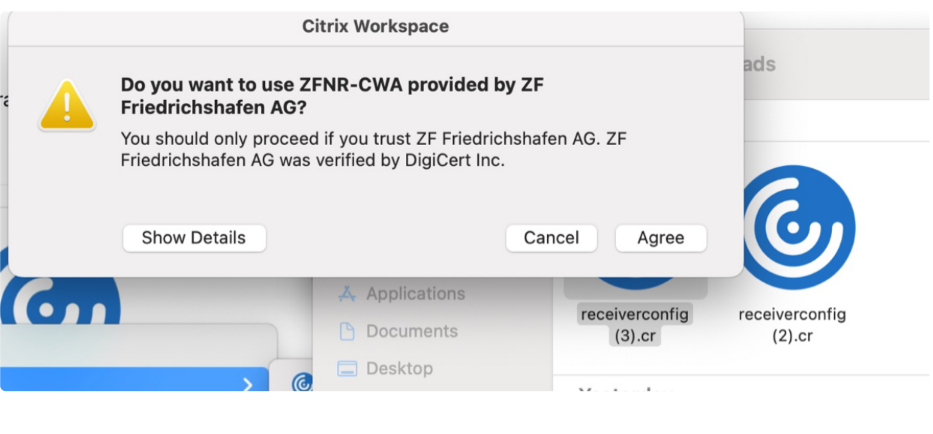 Citrix Workspace
Do you want to use ZFNR-CWA provided by ZF
Friedrichshafen AG?
You should only proceed if you trust ZF Friedrichshafen AG. ZF
Friedrichshafen AG was verified by DigiCert Inc.
Show Details
Cancel
Agree
ads
Applications
Documents
Desktop
receiverconfig
(3).cr
receiverconfig
(2).cr